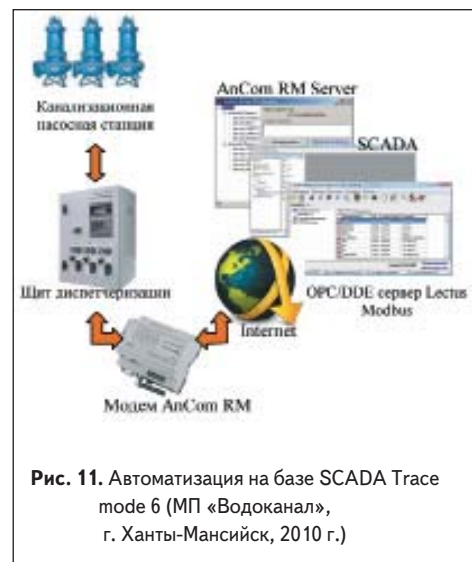 AnCom RM Server
Канализационная
насосная станция
SCADA
Щит диспетчеризации
OPC/DDE сервер Lectus
Modbus
Internet
Модем AnCom RM
Рис. 11. Автоматизация на базе SCADA Trace
mode 6 (МП «Водоканал»,
г. Ханты-Мансийск, 2010 г.)